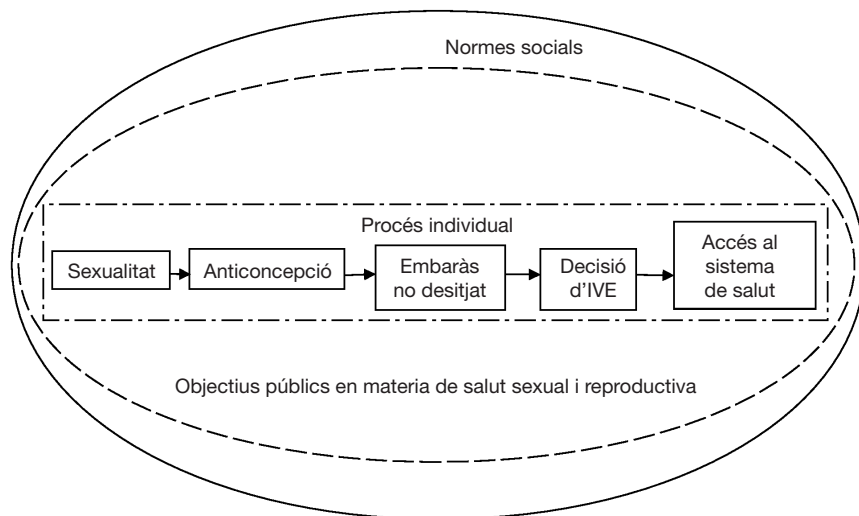 Normes socials
Procés individual
Sexualitat
Anticoncepció
Embaràs
no desitjat
Decisió
d'IVE
Accés al
sistema
de salut
Objectius públics en materia de salut sexual i reproductiva